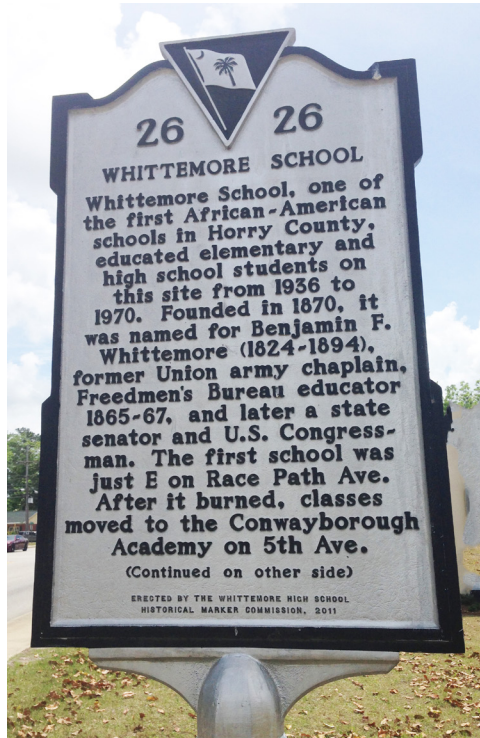 26 26
WHITTEMORE SCHOOL
Whittemore School, one of
the first African-American
schools in Horry County,
educated elementary and
high school students on
this site from 1936 to
1970. Founded in 1870, it
was named for Benjamin F.
Whittemore (1824-1894),
former Union army chaplain,
Freedmen's Bureau educator
1865-67, and later a state
senator and U.S. Congress-
man. The first school was
just E on Race Path Ave.
After it burned, classes
moved to the Conwayborough
Academy on 5th Ave.
(Continued on other side)
ERECTED BY THE WHITTEMORE HIGH SCHOOL
HISTORICAL MARKER COMMISSION, 2011